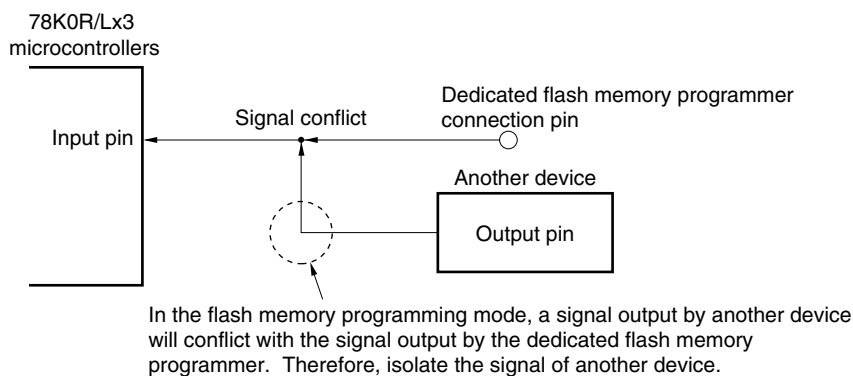 78K0R/Lx3
microcontrollers
Input pin
Signal conflict
Dedicated flash memory programmer
connection pin
Another device
Output pin
In the flash memory programming mode, a signal output by another device
will conflict with the signal output by the dedicated flash memory
programmer.  Therefore, isolate the signal of another device.